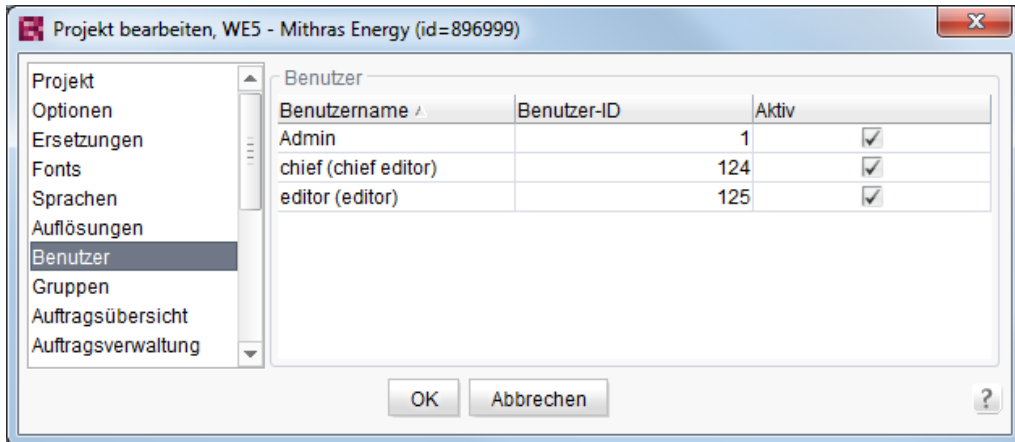 Projekt bearbeiten, WE5 - Mithras Energy (id=896999)
Projekt
Optionen
Ersetzungen
Fonts
Sprachen
Auflösungen
Benutzer
Gruppen
Auftragsübersicht
Auftragsverwaltung
Benutzer
Benutzername Benutzer-ID Aktiv
Admin 1
chief (chief editor) 124
editor (editor) 125
OK Abbrechen ?